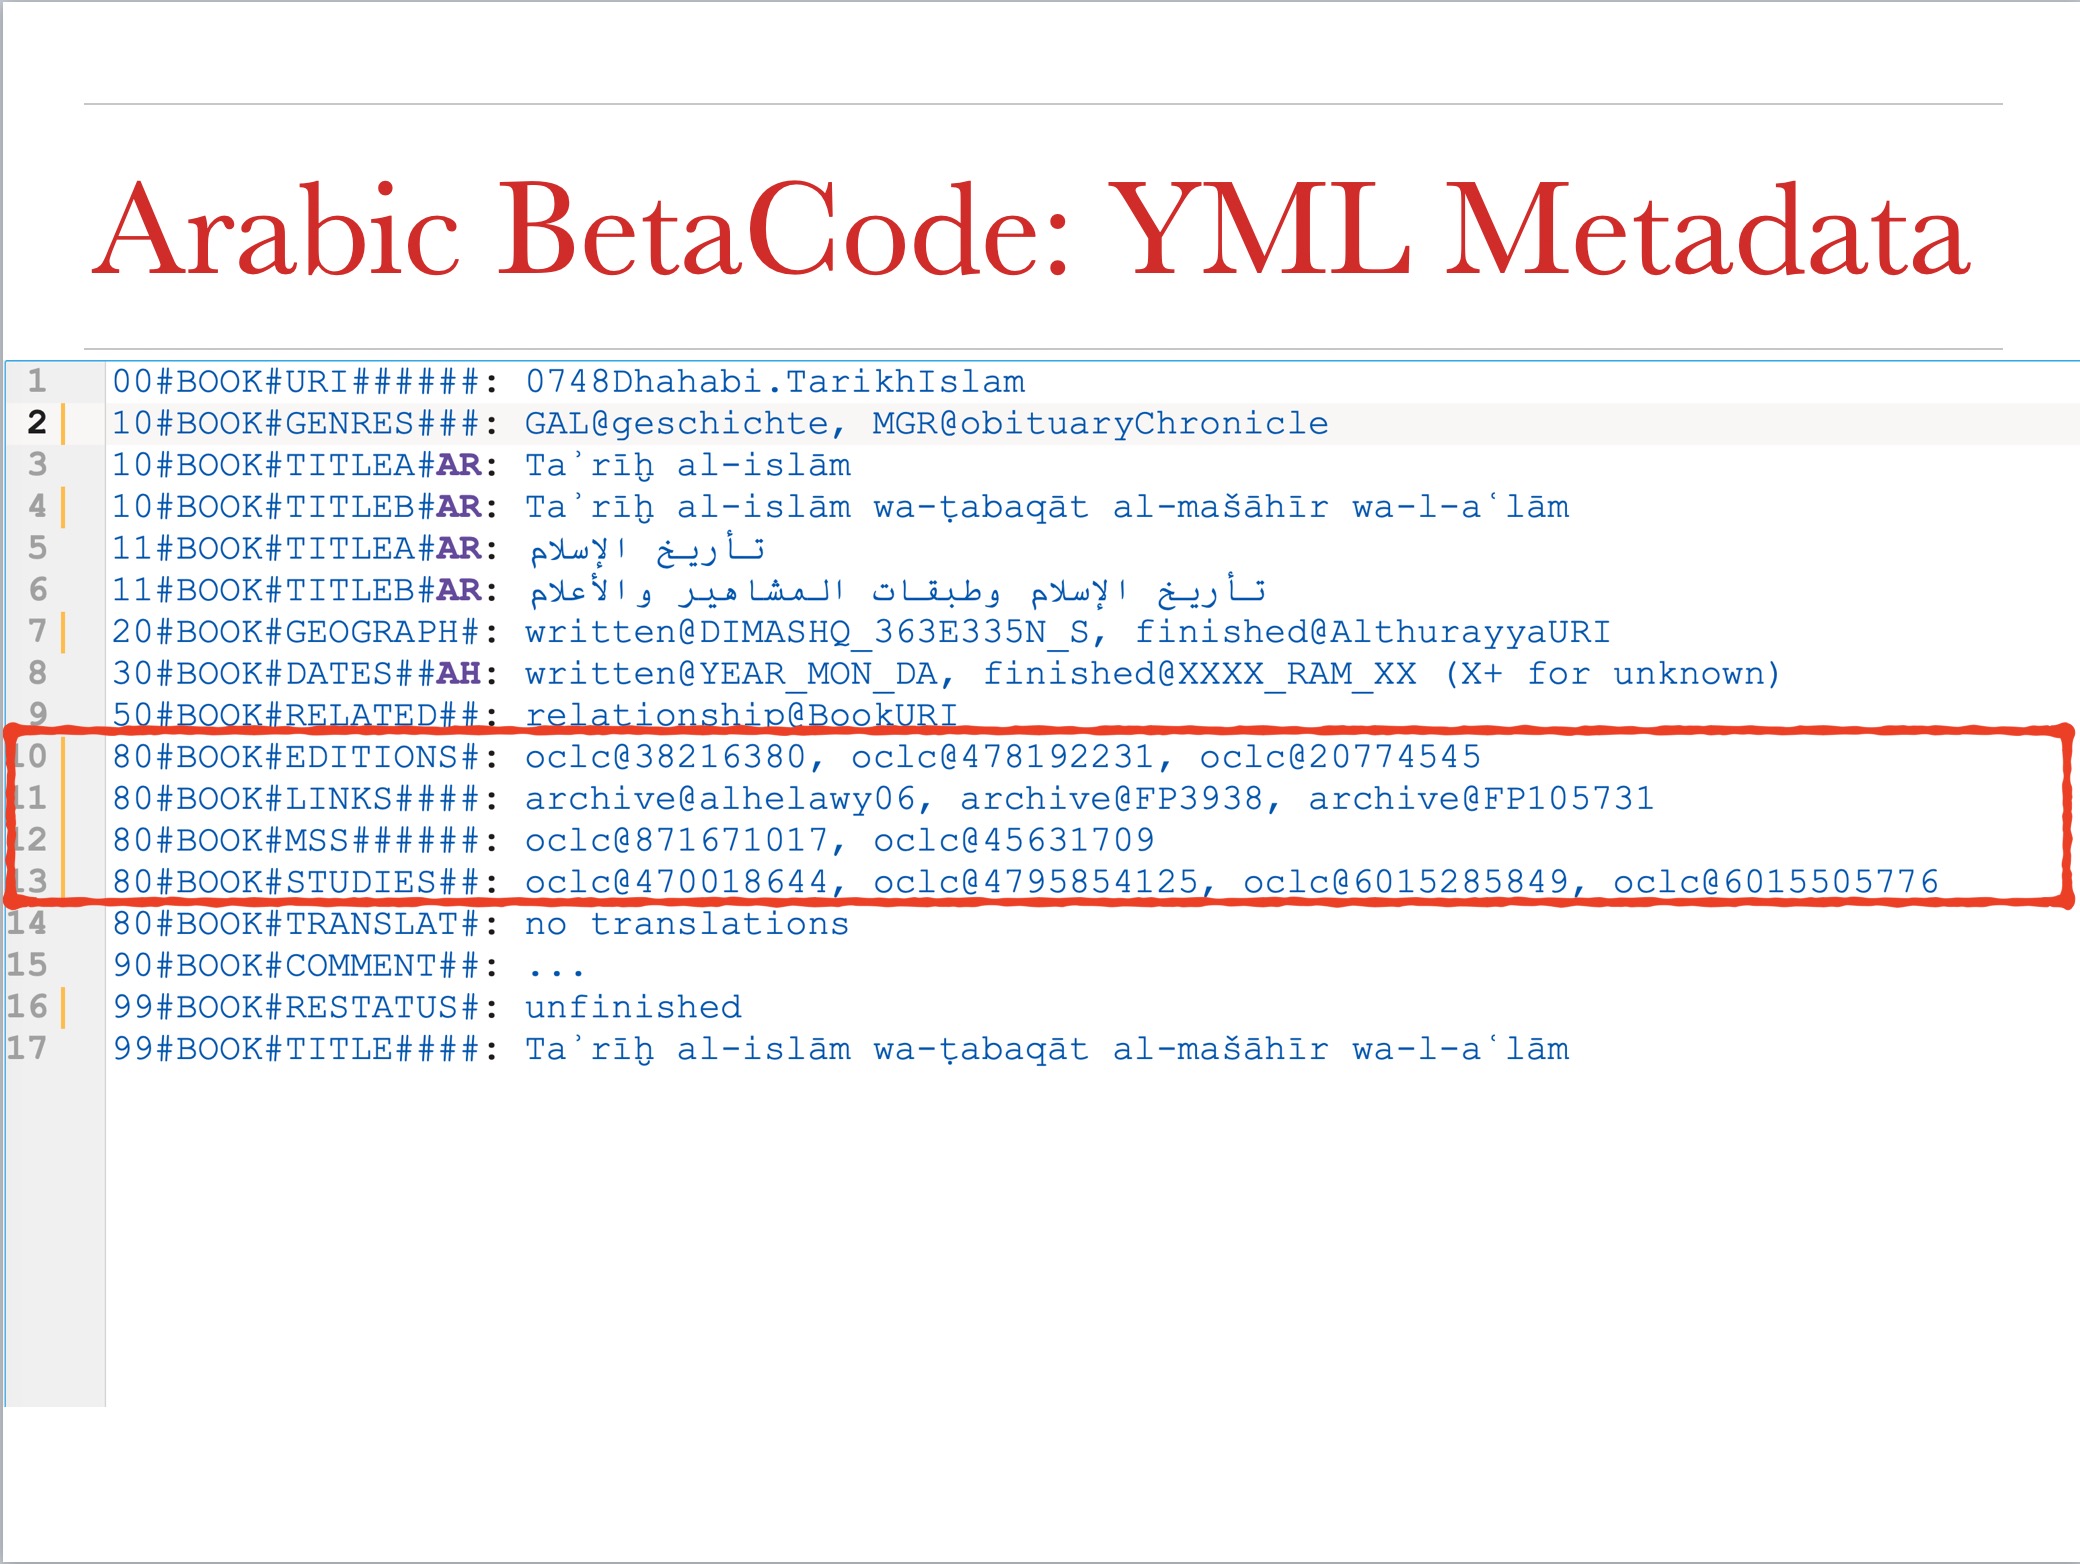 Arabic BetaCode: YML Metadata
1 00#BOOK#URI######: 0748Dhahabi.TarikhIslam
2 10#BOOK#GENRES###: GAL@geschichte, MGR@obituaryChronicle
3 10#BOOK#TITLEA#AR: Taʾrīḫ al-islām
4 10#BOOK#TITLEB#AR: Taʾrīḫ al-islām wa-ṭabaqāt al-mašāhīr wa-l-aʿlām
5 11#BOOK#TITLEA#AR: تأريخ الإسلام
6 11#BOOK#TITLEB#AR: تأريخ الإسلام وطبقات المشاهير والأعلام
7 20#BOOK#GEOGRAPH#: written@DIMASHQ_363E335N_S, finished@AlthurayyaURI
8 30#BOOK#DATES##AH: written@YEAR_MON_DA, finished@XXXX_RAM_XX (X+ for unknown)
9 50#BOOK#RELATED##: relationship@BookURI
10 80#BOOK#EDITIONS#: oclc@38216380, oclc@478192231, oclc@20774545
11 80#BOOK#LINKS####: archive@alhelawy06, archive@FP3938, archive@FP105731
12 80#BOOK#MSS######: oclc@871671017, oclc@45631709
13 80#BOOK#STUDIES##: oclc@470018644, oclc@4795854125, oclc@6015285849, oclc@6015505776
14 80#BOOK#TRANSLAT#: no translations
15 90#BOOK#COMMENT##: ...
16 99#BOOK#RESTATUS#: unfinished
17 99#BOOK#TITLE####: Taʾrīḫ al-islām wa-ṭabaqāt al-mašāhīr wa-l-aʿlām